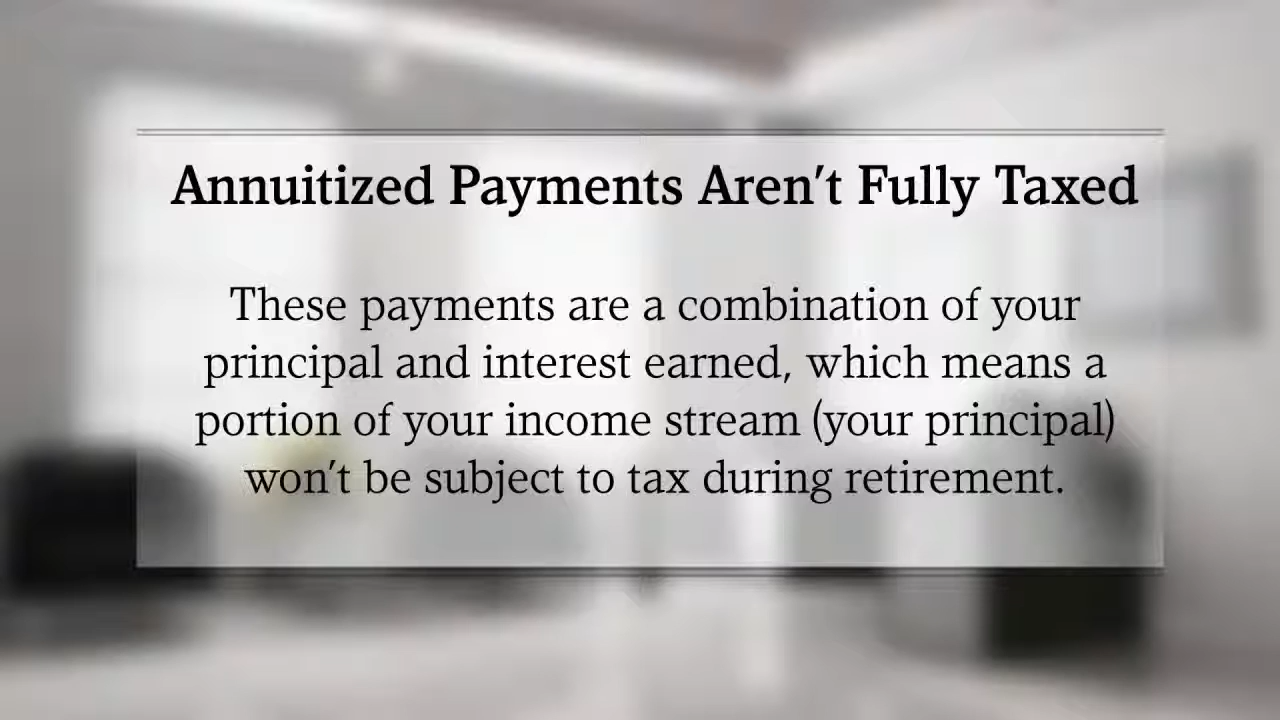 Annuitized Payments Aren't Fully Taxed
These payments are a combination of your
principal and interest earned, which means a
portion of your income stream (your principal)
won't be subject to tax during retirement.